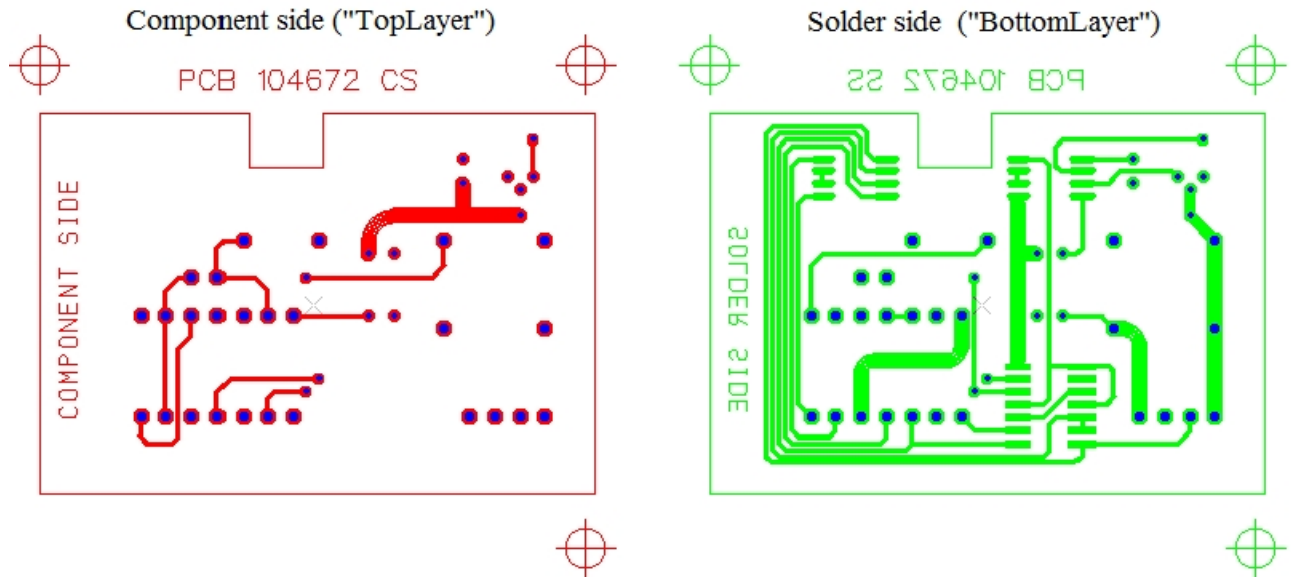 Component side ("TopLayer")
Solder side ("BottomLayer")
PCB 104672 CS
PCB 104672 SS
COMPONENT SIDE
SOLDER SIDE